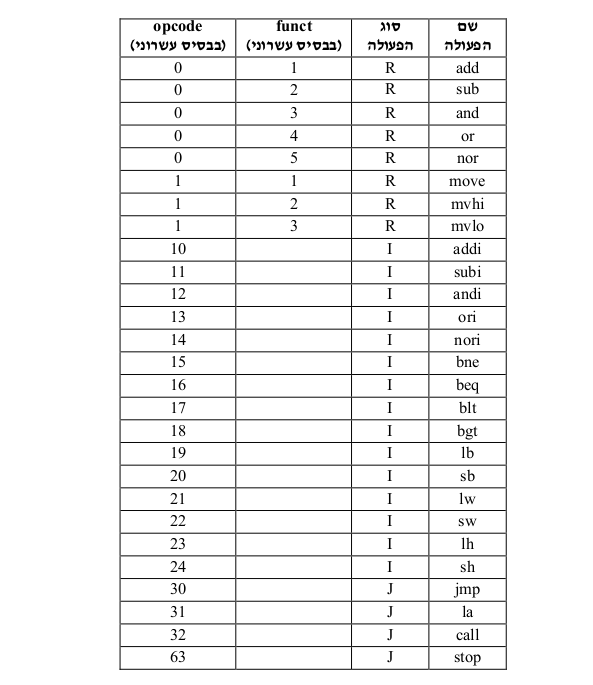 שם הפעולה | סוג הפעולה | funct (בבסיס עשרוני) | opcode (בבסיס עשרוני)
add R 1 0
sub R 2 0
and R 3 0
or R 4 0
nor R 5 0
move R 1 1
mvhi R 2 1
mvlo R 3 1
addi I 10
subi I 11
andi I 12
ori I 13
nori I 14
bne I 15
beq I 16
blt I 17
bgt I 18
lb I 19
sb I 20
lw I 21
sw I 22
lh I 23
sh I 24
jmp J 30
la J 31
call J 32
stop J 63